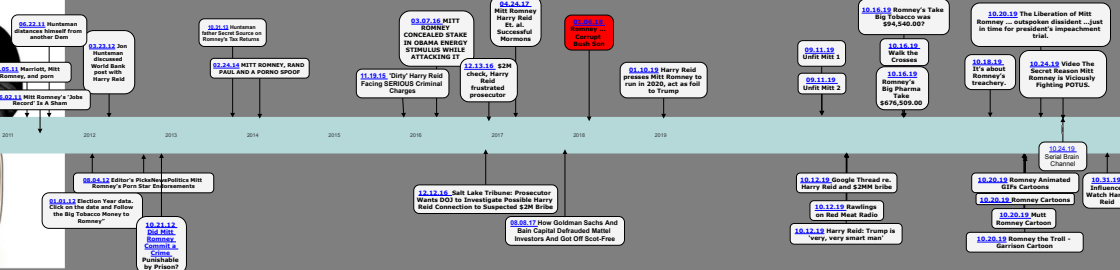 06.22.11 Huntsman
distances himself from
another Dem
.05.11 Marriott, Mitt
Romney, and porn
.02.11 Mitt Romney's 'Jobs
Record' Is A Sham
03.23.12 Jon
Huntsman
discussed
World Bank
post with
Harry Reid
10.31.13 Huntsman
father Secret Source on
Romney's Tax Returns
02.24.14 MITT ROMNEY, RAND
PAUL AND A PORNO SPOOF
03.07.16 MITT
ROMNEY
CONCEALED STAKE
IN OBAMA ENERGY
STIMULUS WHILE
ATTACKING IT
11.19.15 'Dirty' Harry Reid
Facing SERIOUS Criminal
Charges
12.13.16 $2M
check, Harry
Reid
frustrated
prosecutor
04.24.17
Mitt Romney
Harry Reid
Et. al.
Successful
Mormons
Romney ...
Corrupt
Bush Son
01.10.19 Harry Reid
presses Mitt Romney to
run in 2020, act as foil
to Trump
09.11.19
Unfit Mitt 1
09.11.19
Unfit Mitt 2
10.16.19 Romney's Take
Big Tobacco was
$94,540.00?
10.16.19
Walk the
Crosses
10.16.19
Romney's
Big Pharma
Take
$676,509.00
10.20.19 The Liberation of Mitt
Romney ... outspoken dissident ...just
in time for president's impeachment
trial.
10.18.19
It's about
Romney's
treachery.
10.24.19 Video The
Secret Reason Mitt
Romney is Viciously
Fighting POTUS.
2011
2012
2013
2014
2015
2016
2017
2018
2019
10.24.19
Serial Brain
Channel
08.04.12 Editor's PicksNewsPolitics Mitt
Romney's Porn Star Endorsements
01.01.12 Election Year data.
Click on the date and Follow
the Big Tobacco Money to
Romney"
10.21.12
Did Mitt
Romney
Commit a
Crime
Punishable
by Prison?
12.12.16 Salt Lake Tribune: Prosecutor
Wants DOJ to Investigate Possible Harry
Reid Connection to Suspected $2M Bribe
08.08.17 How Goldman Sachs And
Bain Capital Defrauded Mattel
Investors And Got Off Scot-Free
10.12.19 Google Thread re.
Harry Reid and $2MM bribe
10.12.19 Rawlings
on Red Meat Radio
10.12.19 Harry Reid: Trump is
'very, very smart man'
10.20.19 Romney Animated
GIFs Cartoons
10.20.19 Romney Cartoons
10.20.19 Mutt
Romney Cartoon
10.20.19 Romney the Troll –
Garrison Cartoon
10.31.19
Influence
Watch Har
Reid